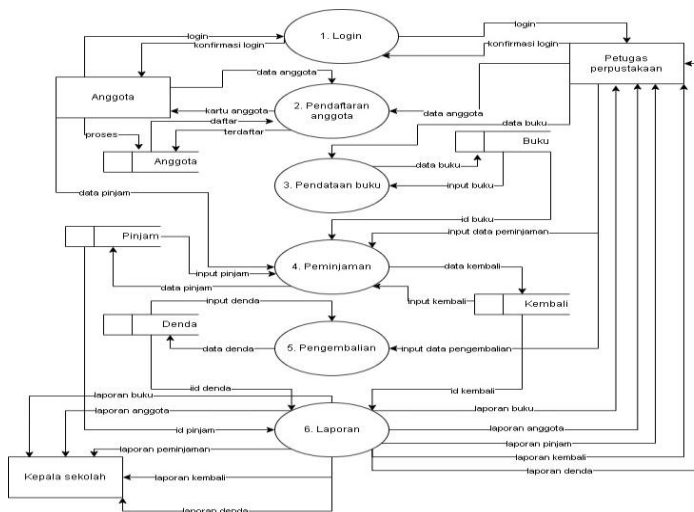 login
login
konfirmasi login
1. Login
konfirmasi login
Petugas
perpustakaan
data anggota
Anggota
2. Pendaftaran
anggota
kartu anggota
data anggota
daftar
data buku
proses
terdaftar
Buku
Anggota
data buku
3. Pendataan buku
input buku
data pinjam
id buku
Pinjam
input data peminjaman
4. Peminjaman
data kembali
input pinjam
data pinjam
input denda
input kembali
Kembali
Denda
data denda
5. Pengembalian
input data pengembalian
iid denda
id kembali
laporan buku
laporan buku
laporan anggota
6. Laporan
laporan anggota
id pinjam
laporan pinjam
laporan peminjaman
laporan kembali
Kepala sekolah
laporan kembali
laporan denda
laporan denda